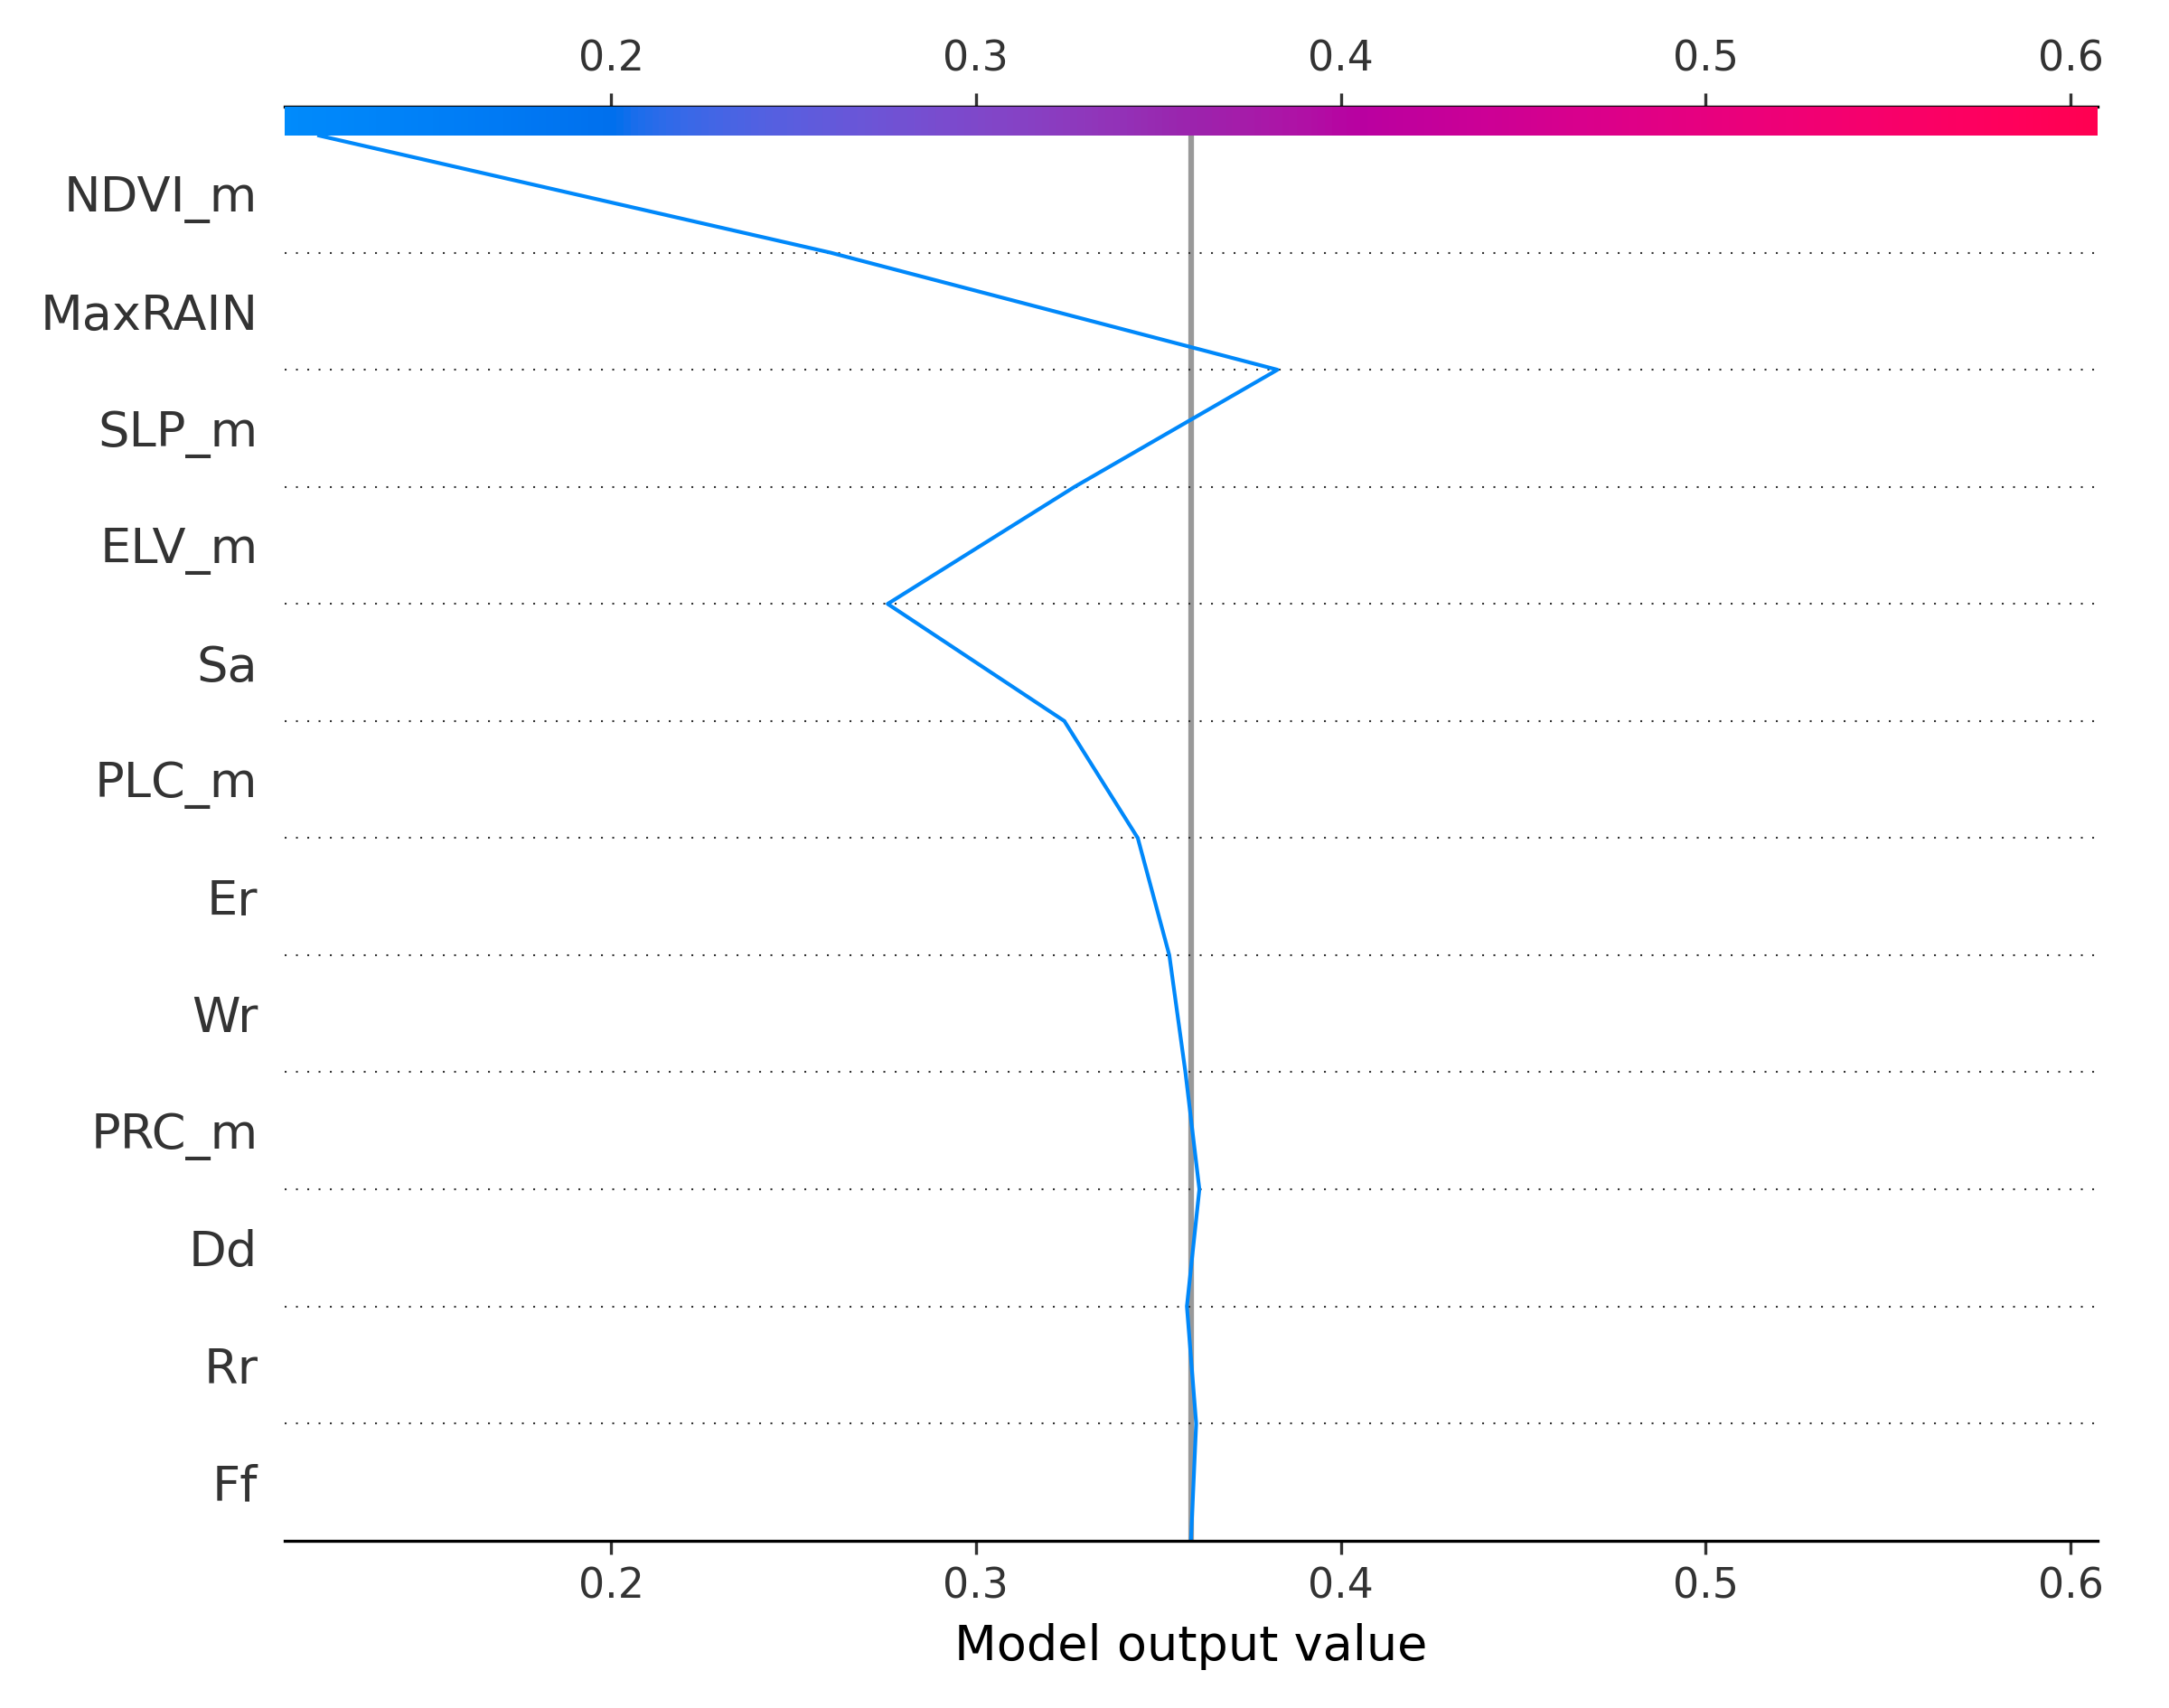 0.2 0.3 0.4 0.5 0.6
NDVI_m
MaxRAIN
SLP_m
ELV_m
Sa
PLC_m
Er
Wr
PRC_m
Dd
Rr
Ff
0.2 0.3 0.4 0.5 0.6
Model output value